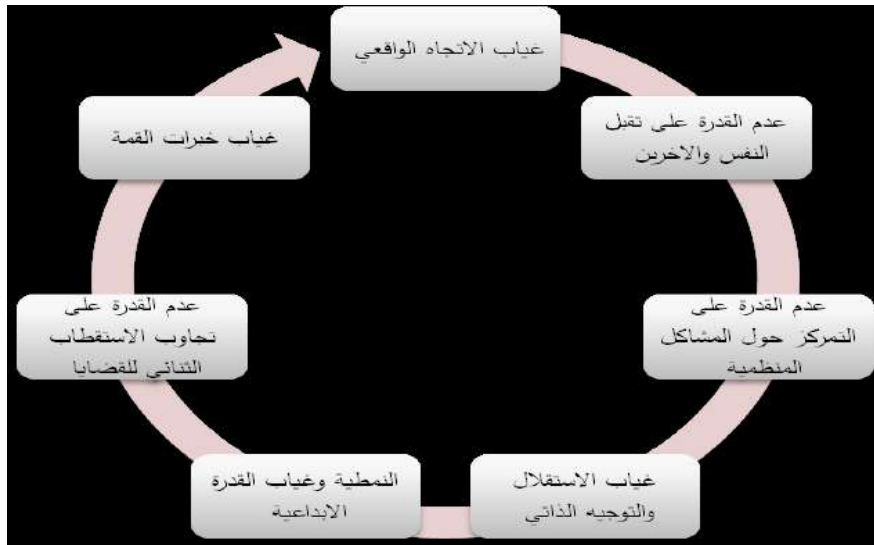 غياب الاتجاه الواقعي
عدم القدرة على تقبل
النفس والاخرين
عدم القدرة على
التمركز حول المشاكل
المنظمية
غياب الاستقلال
والتوجيه الذاتي
النمطية وغياب القدرة
الابداعية
عدم القدرة على
تجاوب الاستقطاب
الثنائي للقضايا
غياب خبرات القمة